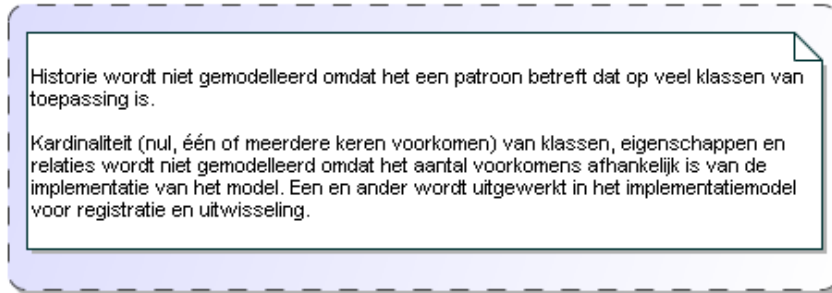 Historie wordt niet gemodelleerd omdat het een patroon betreft dat op veel klassen van
toepassing is.
Kardinaliteit (nul, één of meerdere keren voorkomen) van klassen, eigenschappen en
relaties wordt niet gemodelleerd omdat het aantal voorkomens afhankelijk is van de
implementatie van het model. Een en ander wordt uitgewerkt in het implementatiemodel
voor registratie en uitwisseling.